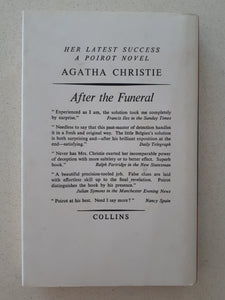 HER LATEST SUCCESS
A POIROT NOVEL
AGATHA CHRISTIE
After the Funeral
"Experienced as I am, the solution took me completely
by surprise." Francis Iles in the Sunday Times
"Needless to say that this past-master of detection handles
it in a fresh and original way. The little Belgian's solution
is both surprising and—after his brilliant exposition at the
end—satisfying." Daily Telegraph
"Never has Mrs. Christie exerted her incomparable power
of deception with more subtlety or to better effect. Superb
book." Ralph Partridge in the New Statesman
"A beautiful precision-tooled job. False clues are laid
with effortless skill up to the final revelation. Poirot
distinguishes the book by his presence."
Julian Symons in the Manchester Evening News
"Poirot at his best. Need I say more?" Nancy Spain
COLLINS